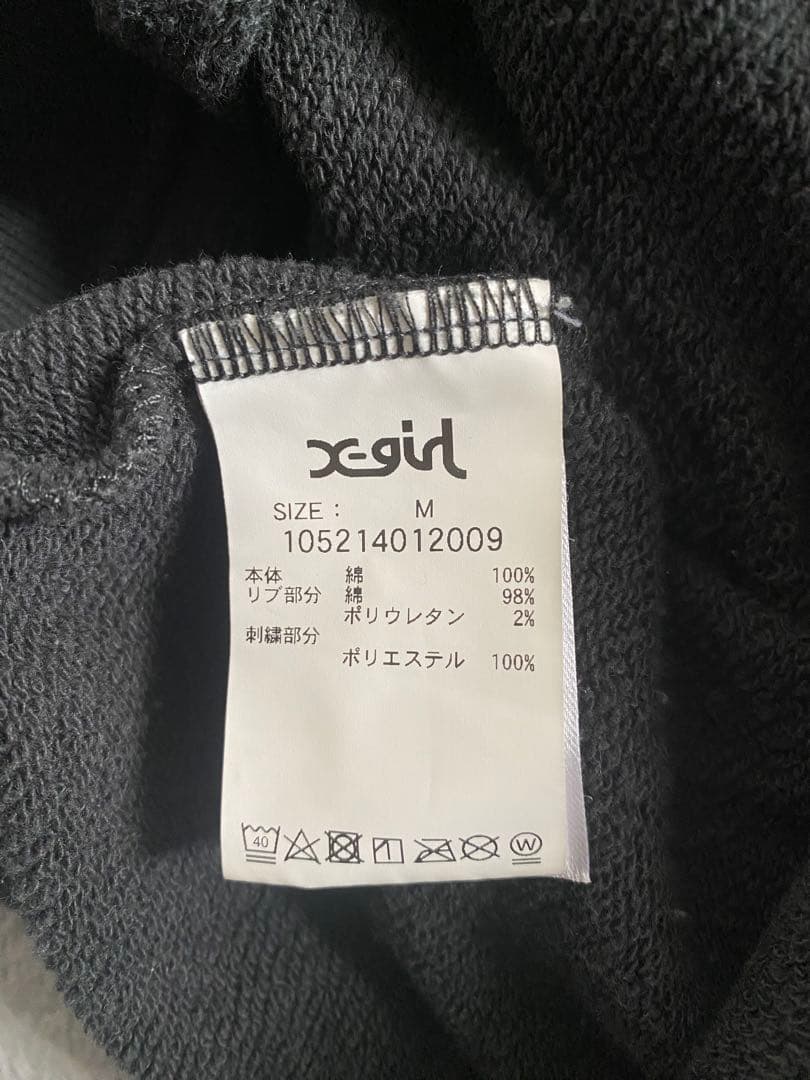 X-girl
SIZE : M
105214012009
本体 綿 100%
リブ部分 綿 98%
ポリウレタン 2%
刺繍部分
ポリエステル 100%
40 W